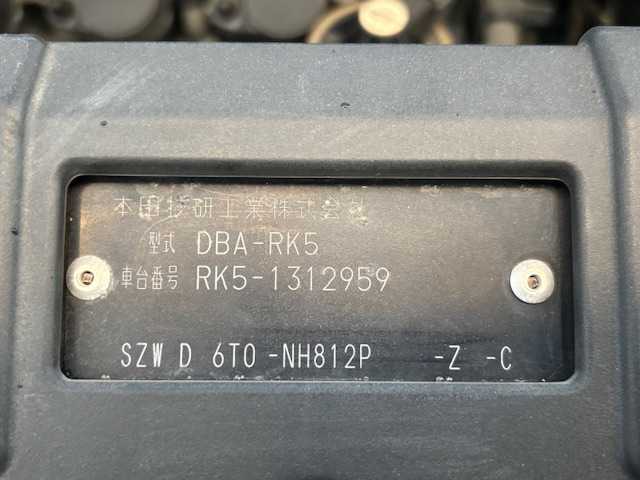 本田技研工業株式会社
型式 DBA-RK5
車台番号 RK5-1312959
SZW D 6T0 -NH812P -Z -C